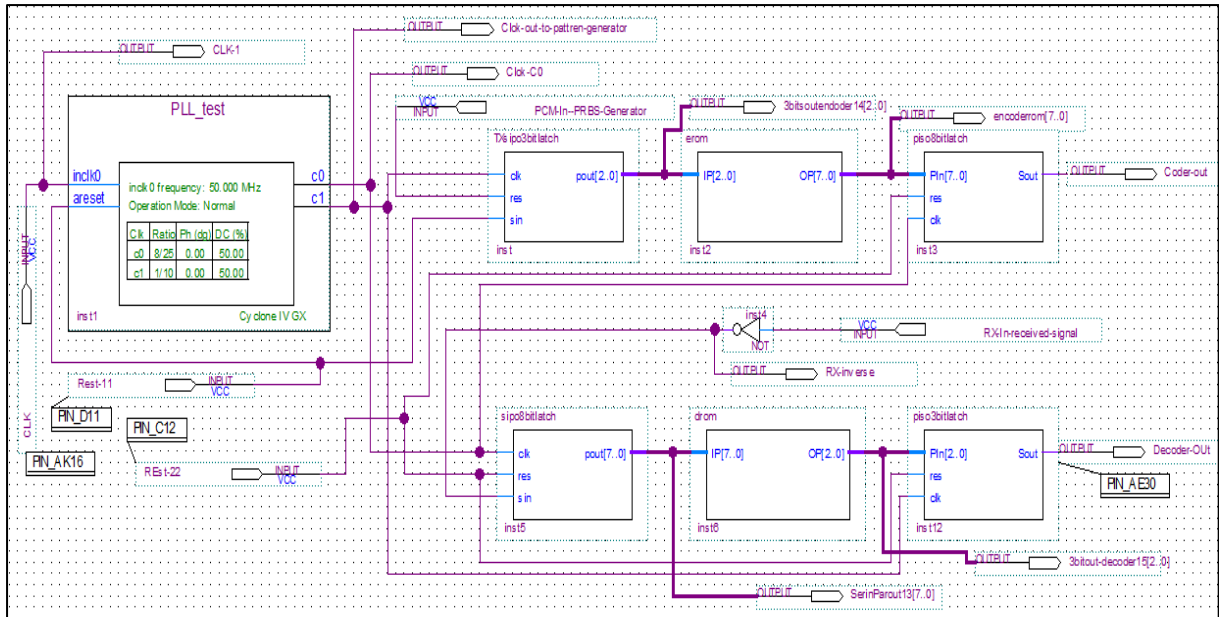 OUTPUT
Clok-out-to-pattren-generator
OUTPUT
CLK-1
OUTPUT
Clok-C0
PLL_test
VCC
INPUT
PCM-In--PRBS-Generator
OUTPUT
3bitsoutendoder14[2..0]
OUTPUT
encoderrom[7..0]
TXsipo3bitlatch
erom
piso8bitlatch
inclk0
areset
c0
c1
inclk0 frequency: 50.000 MHz
Operation Mode: Normal
Clk Ratio Ph (dg) DC (%)
c0 8/25 0.00 50.00
c1 1/10 0.00 50.00
inst1
Cyclone IV GX
clk
res
sin
pout[2..0]
inst
IP[2..0]
OP[7..0]
inst2
PIn[7..0]
res
clk
Sout
inst3
OUTPUT
Coder-out
INPUT
VCC
CLK
PIN_AK16
inst4
NOT
VCC
INPUT
RX-In-received-signal
OUTPUT
RX-inverse
Rest-11
INPUT
VCC
PIN_D11
PIN_C12
REst-22
INPUT
VCC
sipo8bitlatch
drom
piso3bitlatch
clk
res
sin
pout[7..0]
inst5
IP[7..0]
OP[2..0]
inst6
PIn[2..0]
res
clk
Sout
inst12
OUTPUT
Decoder-OUt
PIN_AE30
OUTPUT
3bitout-decoder15[2..0]
OUTPUT
SerinParout13[7..0]